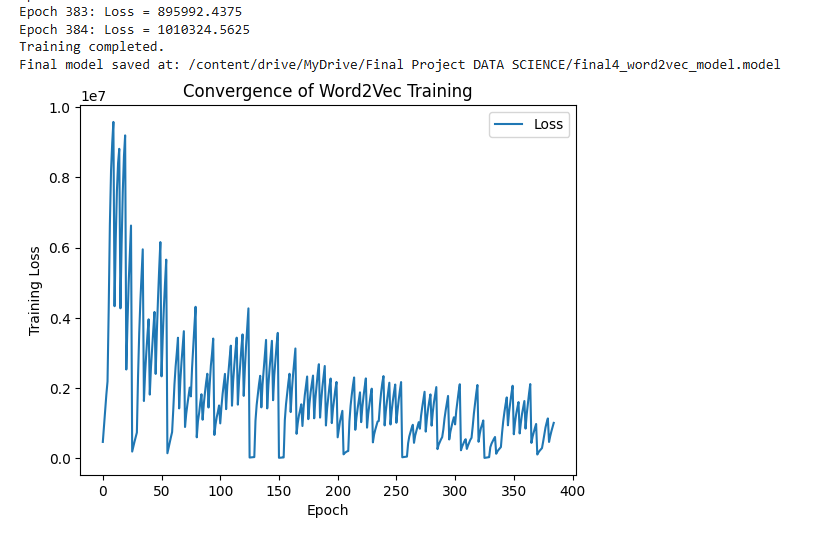 Epoch 383: Loss = 895992.4375
Epoch 384: Loss = 1010324.5625
Training completed.
Final model saved at: /content/drive/MyDrive/Final Project DATA SCIENCE/final4_word2vec_model.model
Convergence of Word2Vec Training
1e7
Loss
1.0
0.8
0.6
0.4
0.2
0.0
Training Loss
0 50 100 150 200 250 300 350 400
Epoch